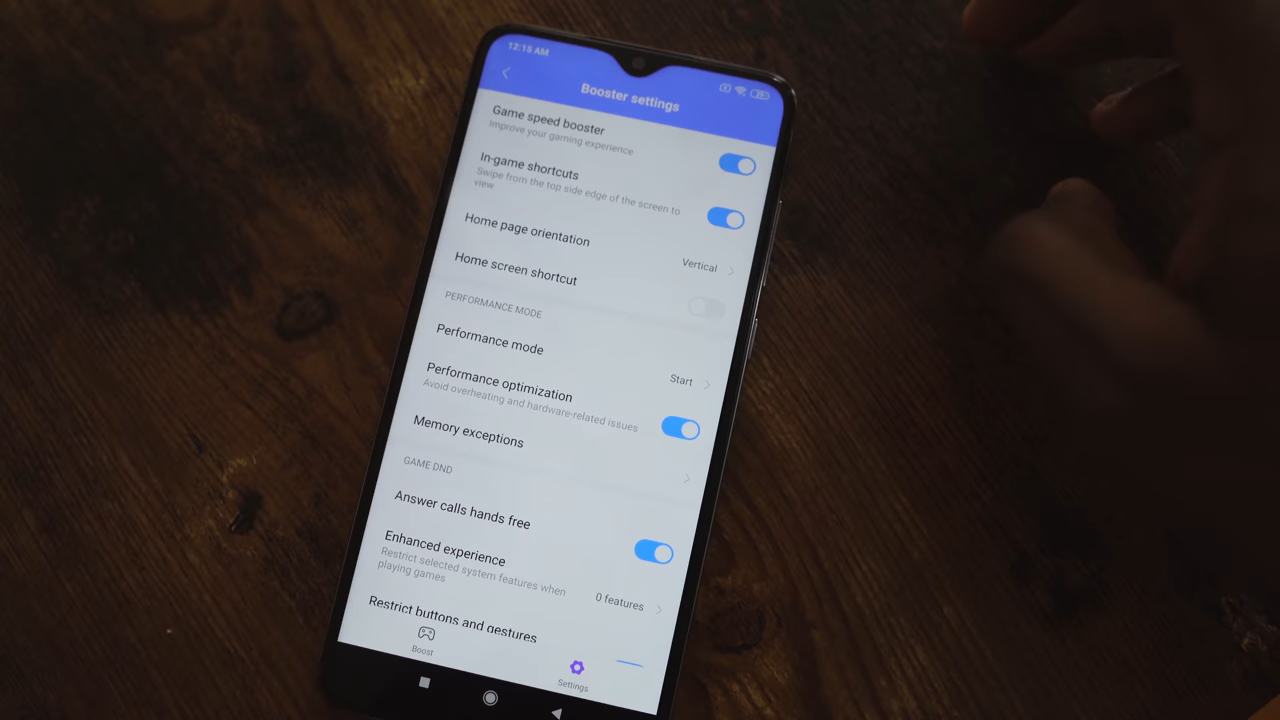 12:15 AM
Booster settings
Game speed booster
Improve your gaming experience
In-game shortcuts
Swipe from the top side edge of the screen to
view
Home page orientation
Vertical
Home screen shortcut
PERFORMANCE MODE
Performance mode
Start
Performance optimization
Avoid overheating and hardware-related issues
Memory exceptions
GAME DND
Answer calls hands free
Enhanced experience
Restrict selected system features when
playing games
0 features
Restrict buttons and gestures
Boost
Settings